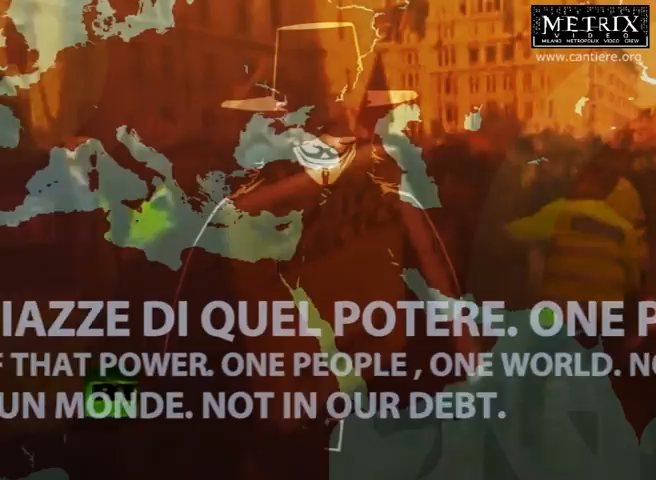 METRIX
VIDEO
MILANO METROPOLIX VIDEO CREW
www.cantiere.org
IAZZE DI QUEL POTERE. ONE P
F THAT POWER. ONE PEOPLE , ONE WORLD. NO
UN MONDE. NOT IN OUR DEBT.